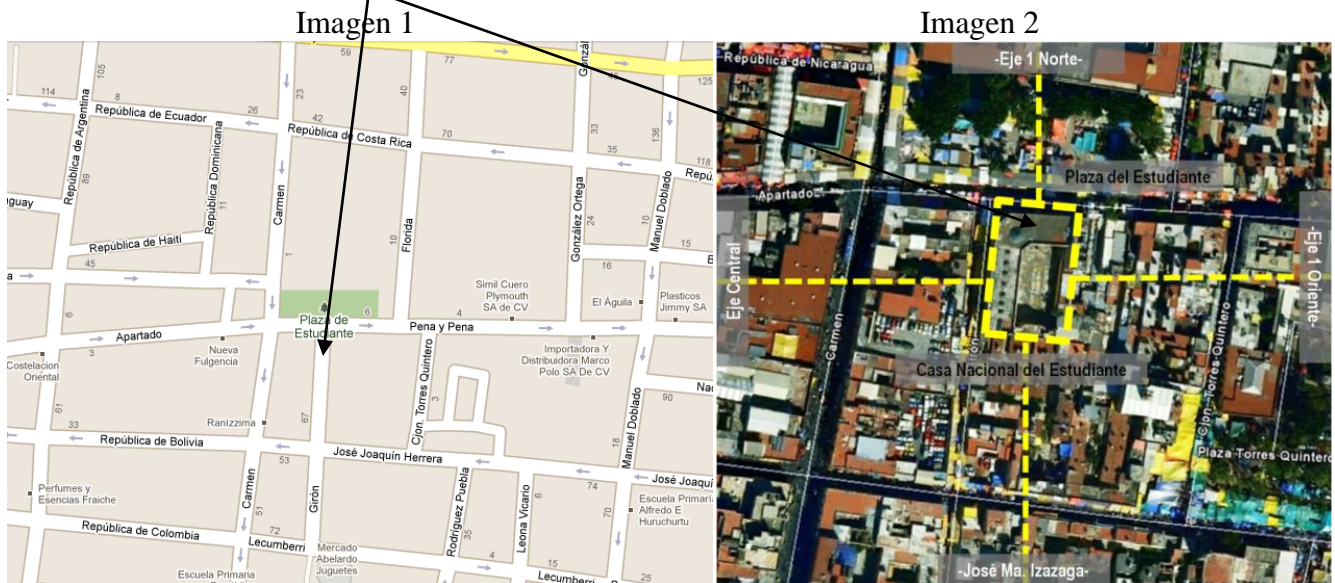 Imagen 1
Imagen 2
59
77
125
105
114
8
República de Ecuador
26
23
42
República de Costa Rica
40
70
33
35
136
118
República de Argentina
89
República Dominicana
11
Carmen
Florida
10
González Ortega
24
Manuel Doblado
10
República de Haití
45
1
16
15
Simil Cuero
Plymouth
SA de CV
El Águila
Plasticos
Jimmy SA
6
Plaza de
Estudiante
6
4
Pena y Pena
Apartado
3
Costelacion
Oriental
Nueva
Fulgencia
Importadora Y
Distribuidora Marco
Polo SA De CV
Cjon. Torres Quintero
3
61
67
90
Ranizzima
33
República de Bolivia
53
José Joaquín Herrera
18
Manuel Doblado
74
Perfumes y
Esencias Fraiche
Carmen
51
Girón
Rodríguez Puebla
35
Leona Vicario
6
70
Escuela Primaria
Alfredo E
Huruchurtu
República de Colombia
72
Lecumberri
Mercado
Abelardo
Juguetes
4
15
Lecumberri
25
Escuela Primaria
República de Nicaragua
-Eje 1 Norte-
Plaza del Estudiante
Apartado
Eje Central
-Eje 1 Oriente-
Carmen
Casa Nacional del Estudiante
Cjon. Torres Quintero
Plaza Torres Quintero
-José Ma. Izazaga-